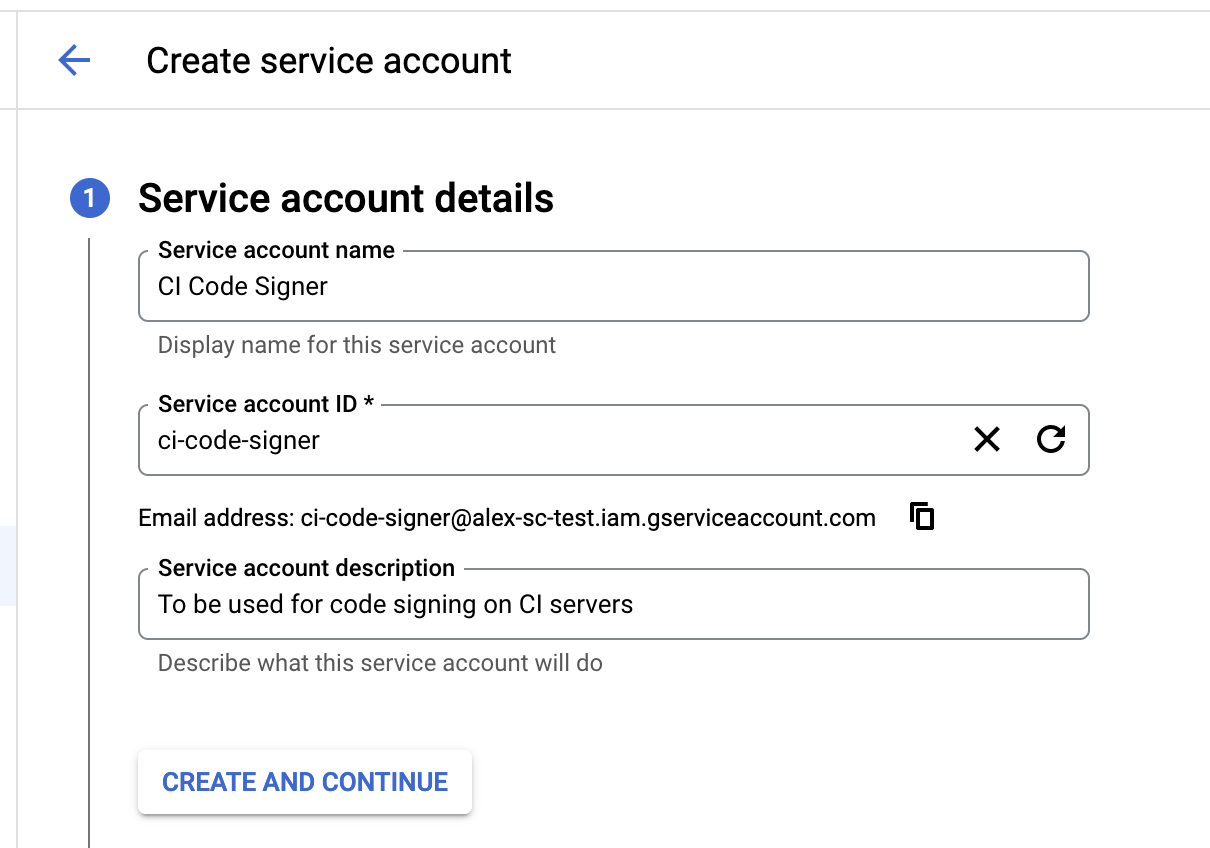 Create service account
1 Service account details
Service account name
CI Code Signer
Display name for this service account
Service account ID *
ci-code-signer
Email address: ci-code-signer@alex-sc-test.iam.gserviceaccount.com
Service account description
To be used for code signing on CI servers
Describe what this service account will do
CREATE AND CONTINUE